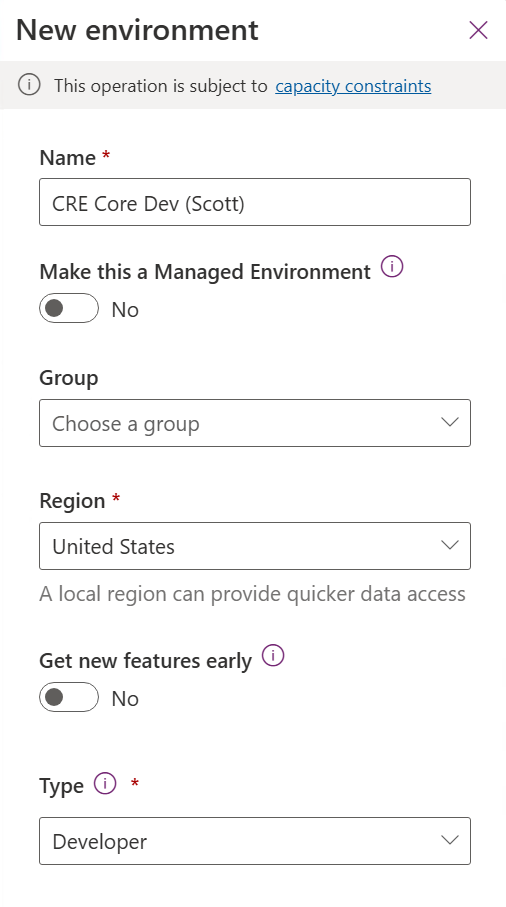 New environment
This operation is subject to capacity constraints
Name *
CRE Core Dev (Scott)
Make this a Managed Environment
No
Group
Choose a group
Region *
United States
A local region can provide quicker data access
Get new features early
No
Type *
Developer